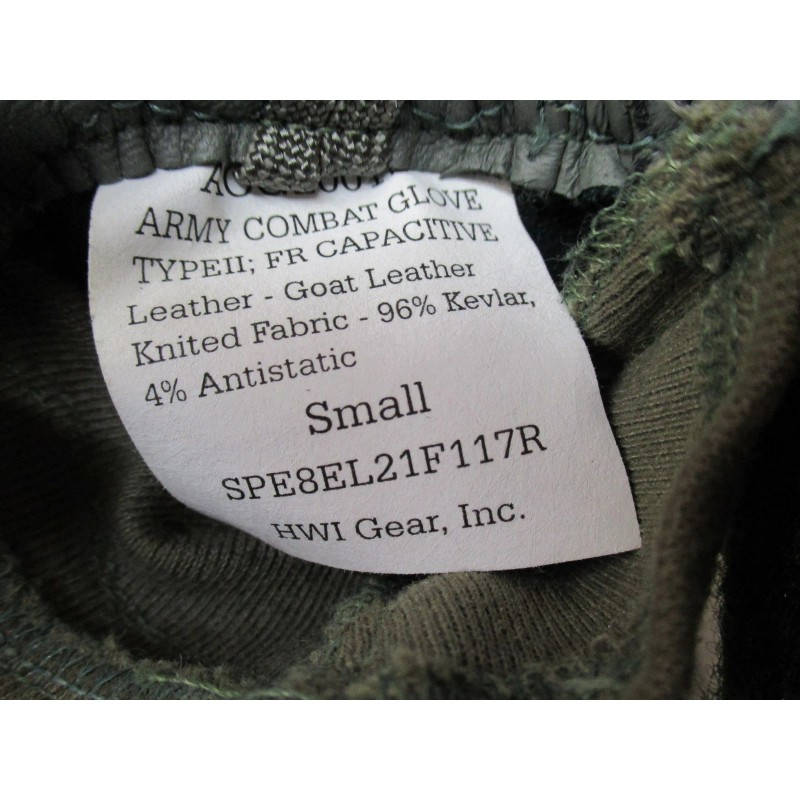 ARMY COMBAT GLOVE
TYPEII; FR CAPACITIVE
Leather - Goat Leather
Knited Fabric - 96% Kevlar,
4% Antistatic
Small
SPE8EL21F117R
HWI Gear, Inc.